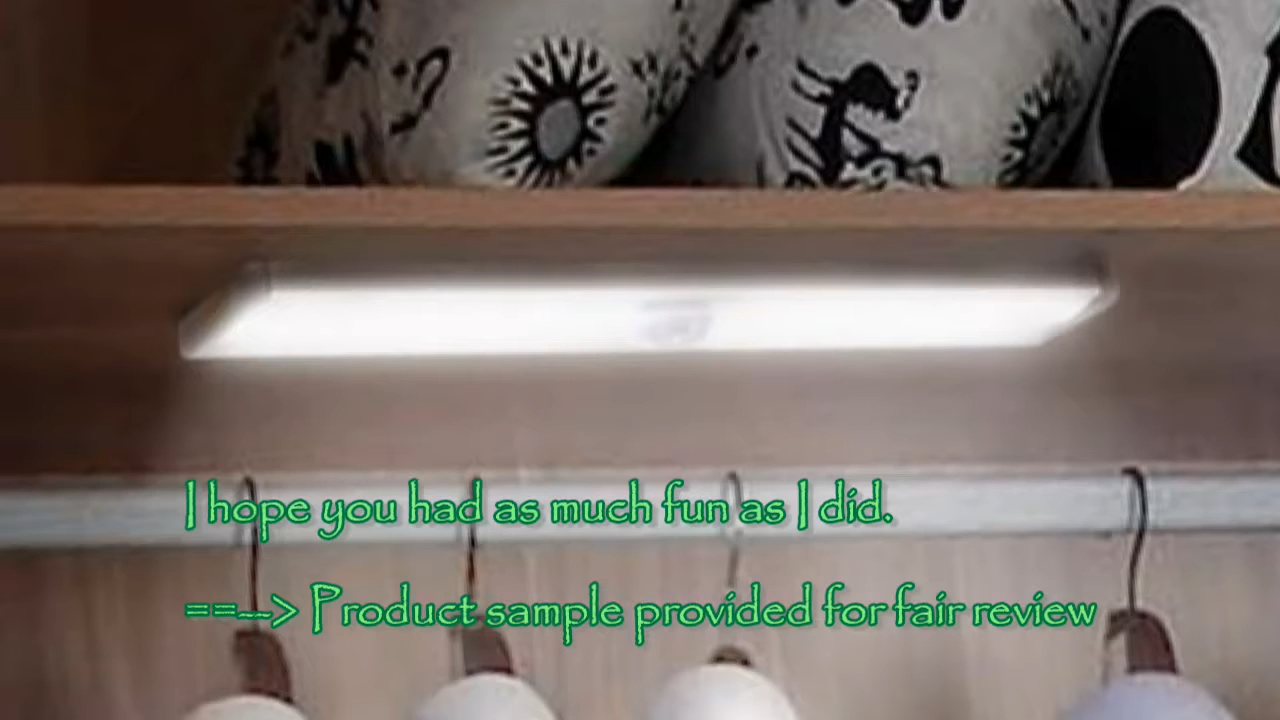 I hope you had as much fun as I did.
==---> Product sample provided for fair review